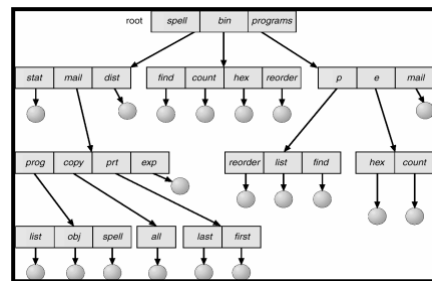 root spell bin programs
stat mail dist find count hex reorder p e mail
prog copy prt exp reorder list find hex count
list obj spell all last first